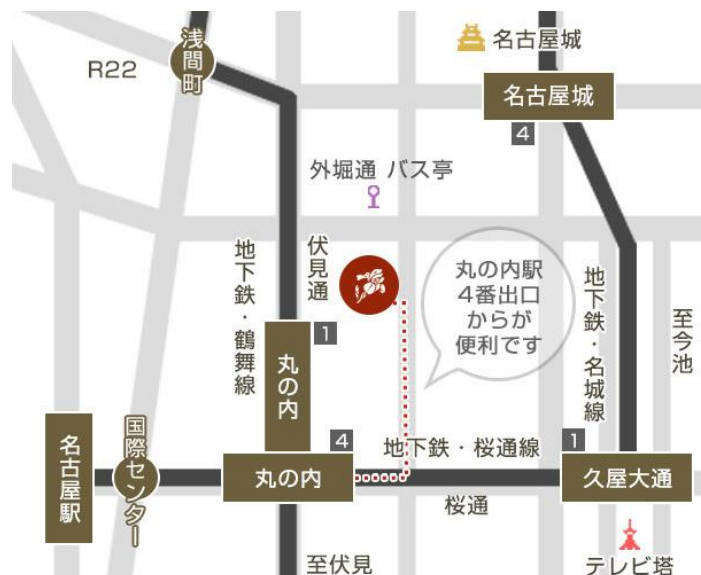 名古屋城
浅間町
R22
名古屋城
4
外堀通 バス亭
伏見通
地下鉄・鶴舞線
丸の内駅
4番出口
からが
便利です
地下鉄・名城線
至今池
1
丸の内
4
地下鉄・桜通線
1
名古屋駅
国際センター
丸の内
久屋大通
桜通
至伏見
テレビ塔